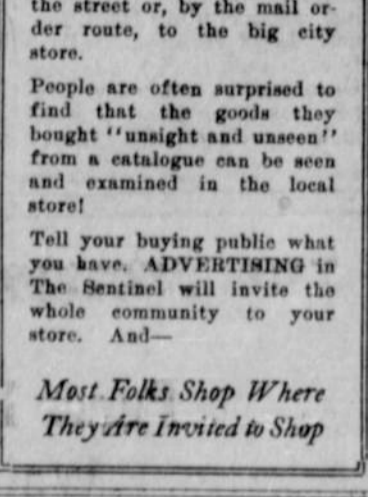 the street or, by the mail or-
der route, to the big city
store.
People are often surprised to
find that the goods they
bought "unsight and unseen"
from a catalogue can be seen
and examined in the local
store!
Tell your buying public what
you have. ADVERTISING in
The Sentinel will invite the
whole community to your
store. And—
Most Folks Shop Where
They Are Invited to Shop